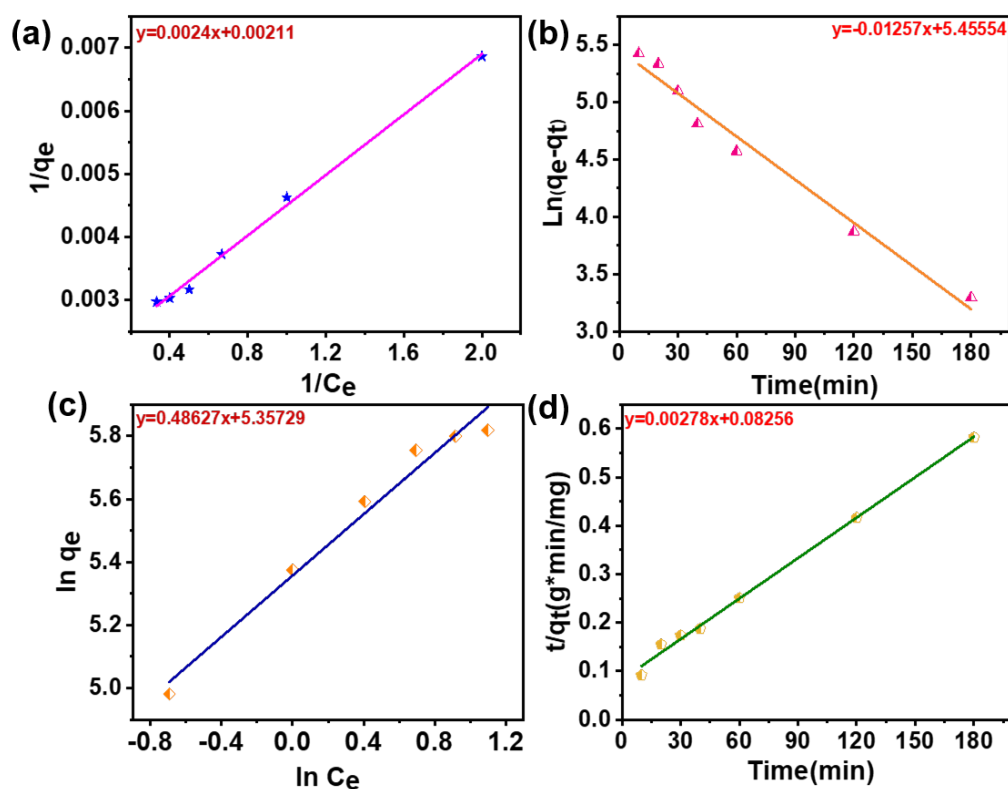 (a)
y=0.0024x+0.00211
0.007
0.006
0.005
0.004
0.003
1/qe
0.4 0.8 1.2 1.6 2.0
1/Ce
(b)
y=-0.01257x+5.45554
5.5
5.0
4.5
4.0
3.5
3.0
Ln(qe-qt)
0 30 60 90 120 150 180
Time(min)
(c)
y=0.48627x+5.35729
5.8
5.6
5.4
5.2
5.0
ln qe
-0.8 -0.4 0.0 0.4 0.8 1.2
ln Ce
(d)
y=0.00278x+0.08256
0.6
0.5
0.4
0.3
0.2
0.1
0.0
t/qt(g*min/mg)
0 30 60 90 120 150 180
Time(min)